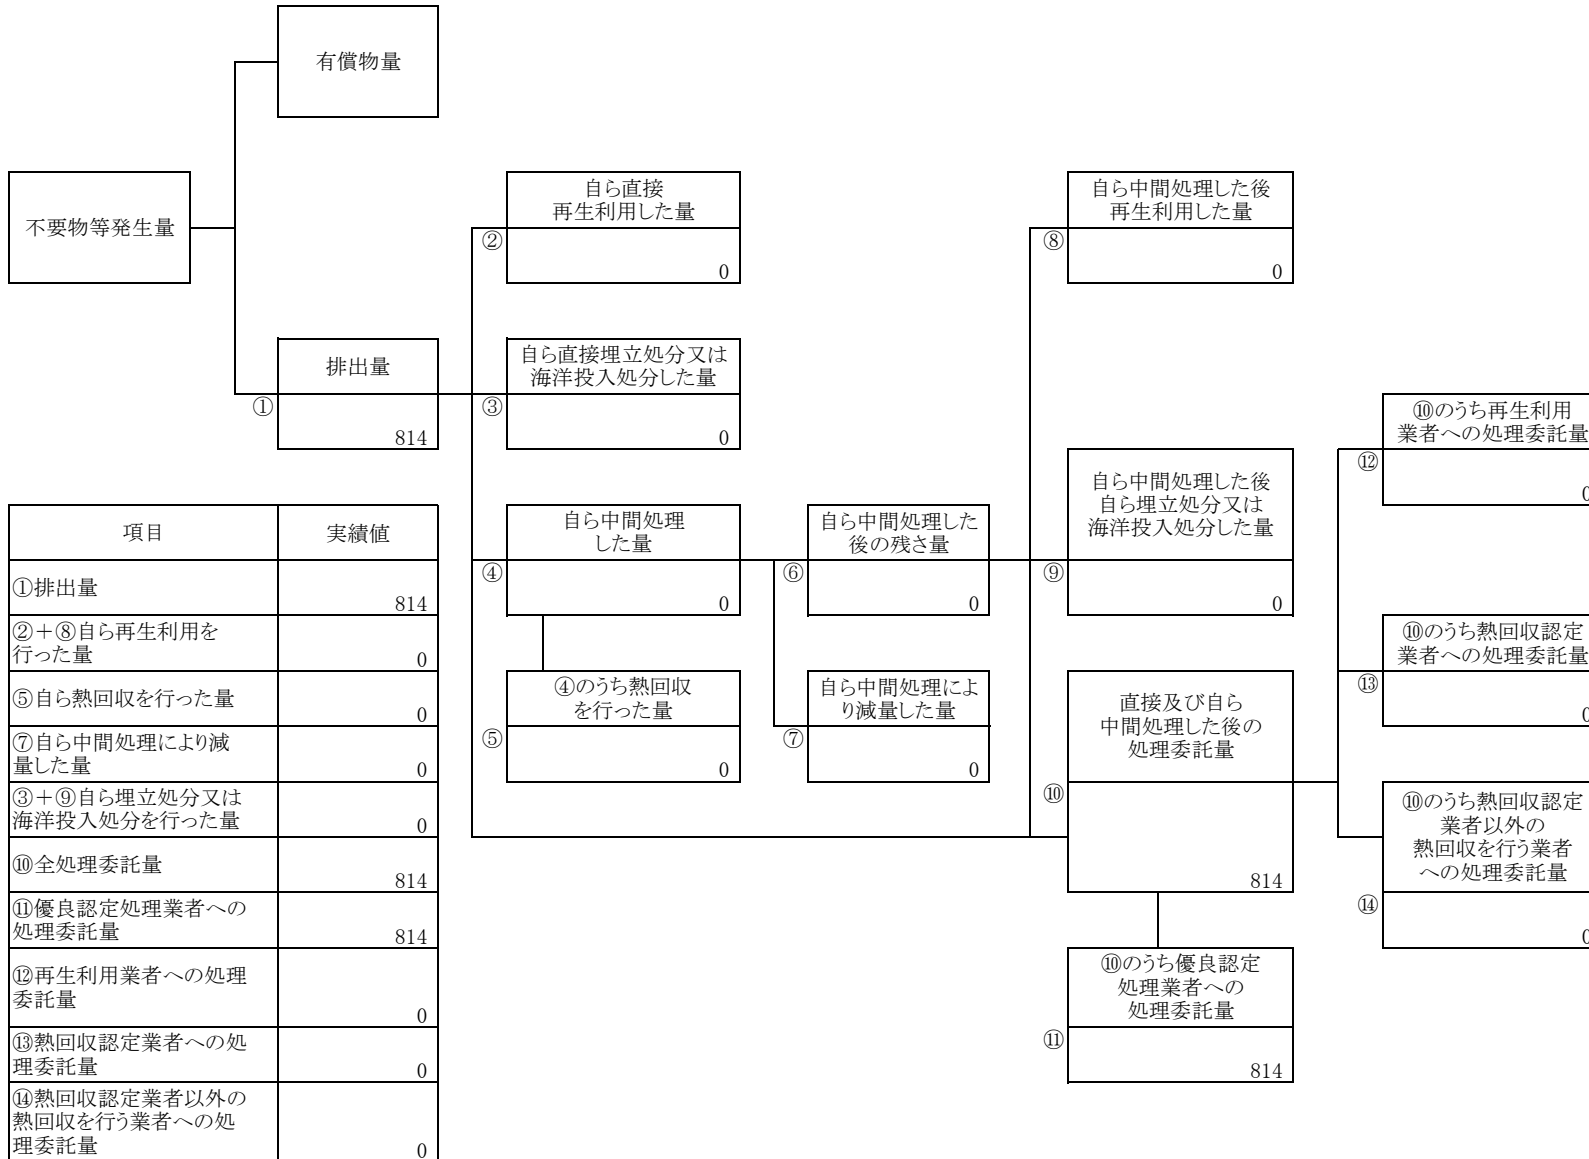 有償物量
不要物等発生量
自ら直接
再生利用した量
②
0
自ら中間処理した後
再生利用した量
⑧
0
排出量
①
814
自ら直接埋立処分又は
海洋投入処分した量
③
0
⑩のうち再生利用
業者への処理委託量
⑫
0
自ら中間処理
した量
④
0
自ら中間処理した
後の残さ量
⑥
0
自ら中間処理した後
自ら埋立処分又は
海洋投入処分した量
⑨
0
⑩のうち熱回収認定
業者への処理委託量
⑬
0
④のうち熱回収
を行った量
⑤
0
自ら中間処理によ
り減量した量
⑦
0
直接及び自ら
中間処理した後の
処理委託量
⑩
814
⑩のうち熱回収認定
業者以外の
熱回収を行う業者
への処理委託量
⑭
0
⑩のうち優良認定
処理業者への
処理委託量
⑪
814
項目 実績値
①排出量
814
②＋⑧自ら再生利用を
行った量
0
⑤自ら熱回収を行った量
0
⑦自ら中間処理により減
量した量
0
③＋⑨自ら埋立処分又は
海洋投入処分を行った量
0
⑩全処理委託量
814
⑪優良認定処理業者への
処理委託量
814
⑫再生利用業者への処理
委託量
0
⑬熱回収認定業者への処
理委託量
0
⑭熱回収認定業者以外の
熱回収を行う業者への処
理委託量
0